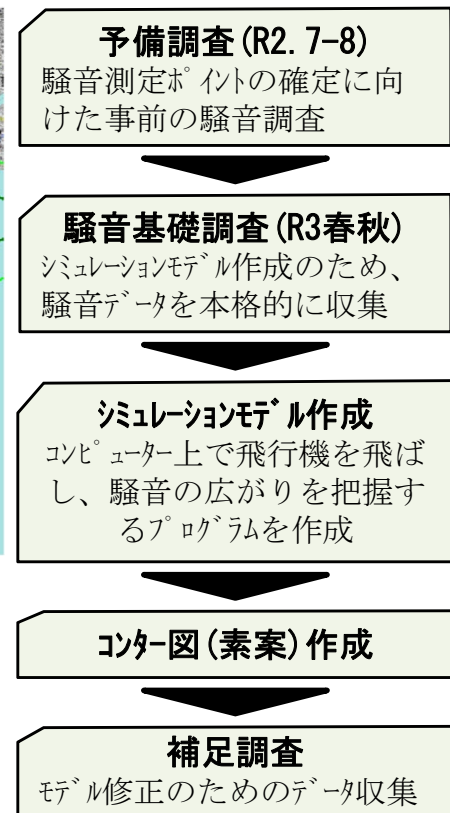 予備調査(R2.7-8)
騒音測定ﾎﾟｲﾝﾄの確定に向
けた事前の騒音調査
騒音基礎調査(R3春秋)
ｼﾐｭﾚｰｼｮﾝﾓﾃﾞﾙ作成のため、
騒音ﾃﾞｰﾀを本格的に収集
ｼﾐｭﾚｰｼｮﾝﾓﾃﾞﾙ作成
ｺﾝﾋﾟｭｰﾀｰ上で飛行機を飛ば
し、騒音の広がりを把握す
るﾌﾟﾛｸﾞﾗﾑを作成
ｺﾝﾀｰ図(素案)作成
補足調査
ﾓﾃﾞﾙ修正のためのﾃﾞｰﾀ収集